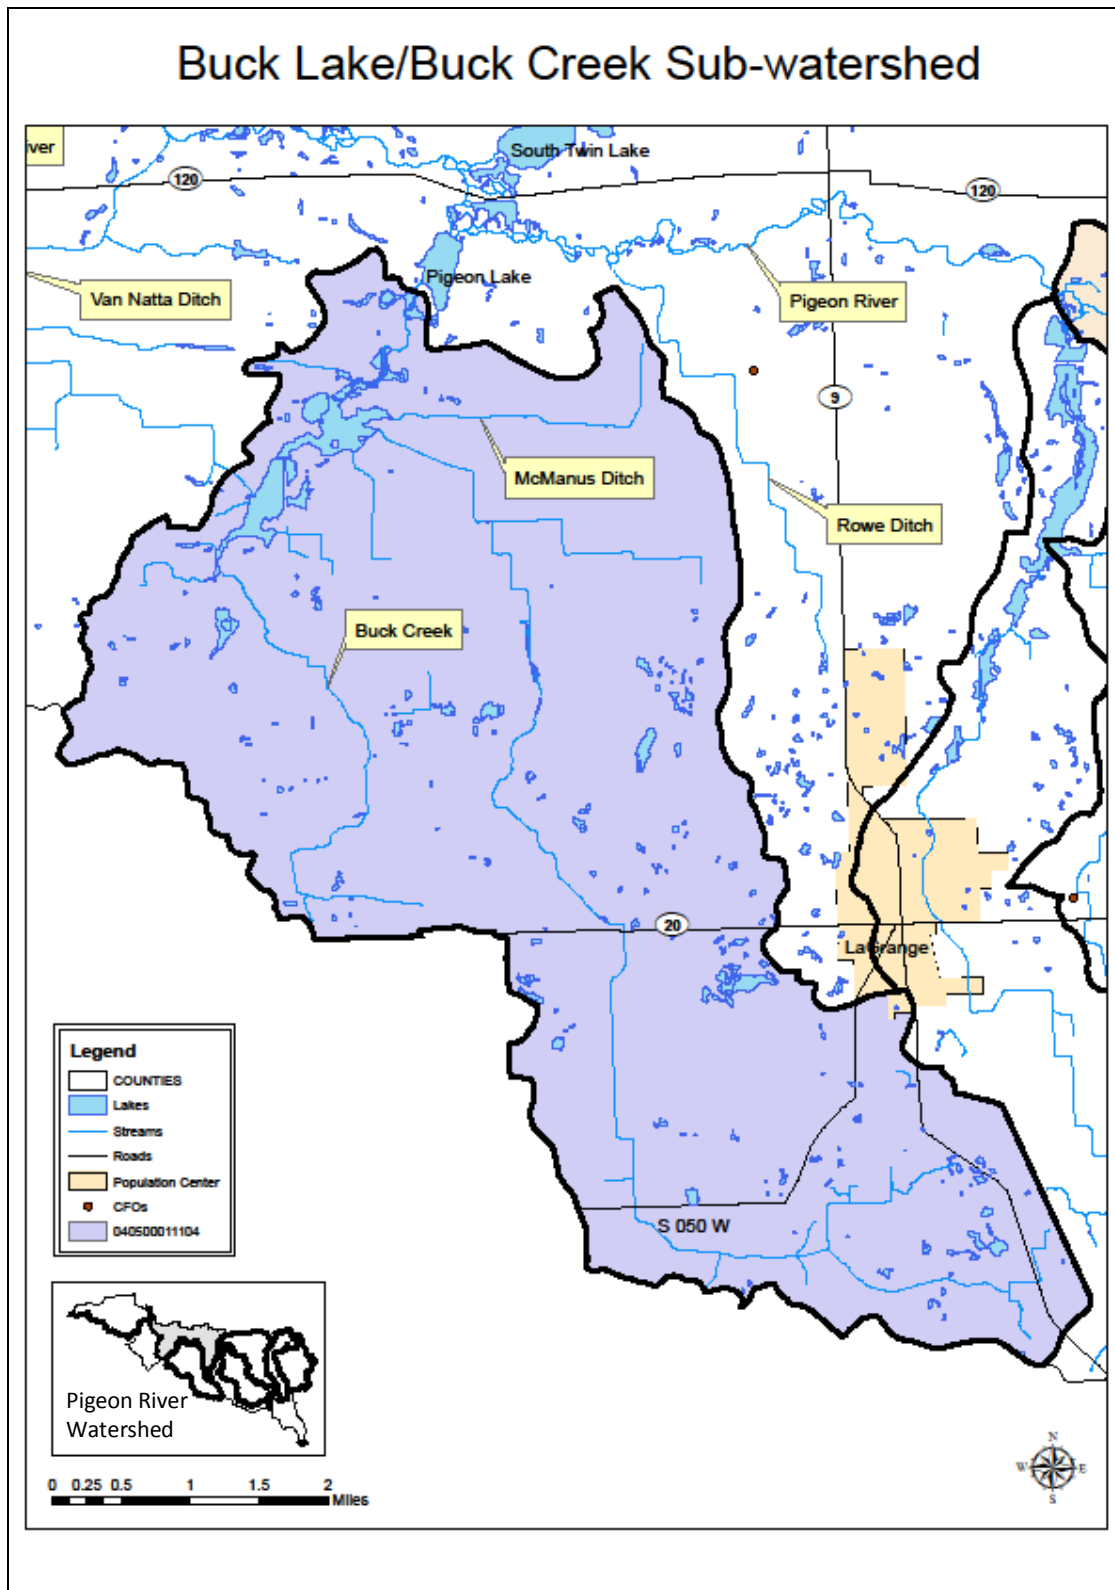 Buck Lake/Buck Creek Sub-watershed
iver
South Twin Lake
120
120
Pigeon Lake
Van Natta Ditch
Pigeon River
9
McManus Ditch
Rowe Ditch
Buck Creek
20
LaGrange
S 050 W
Legend
COUNTIES
Lakes
Streams
Roads
Population Center
CFOs
040500011104
Pigeon River
Watershed
0 0.25 0.5 1 1.5 2
Miles
N
W E
S